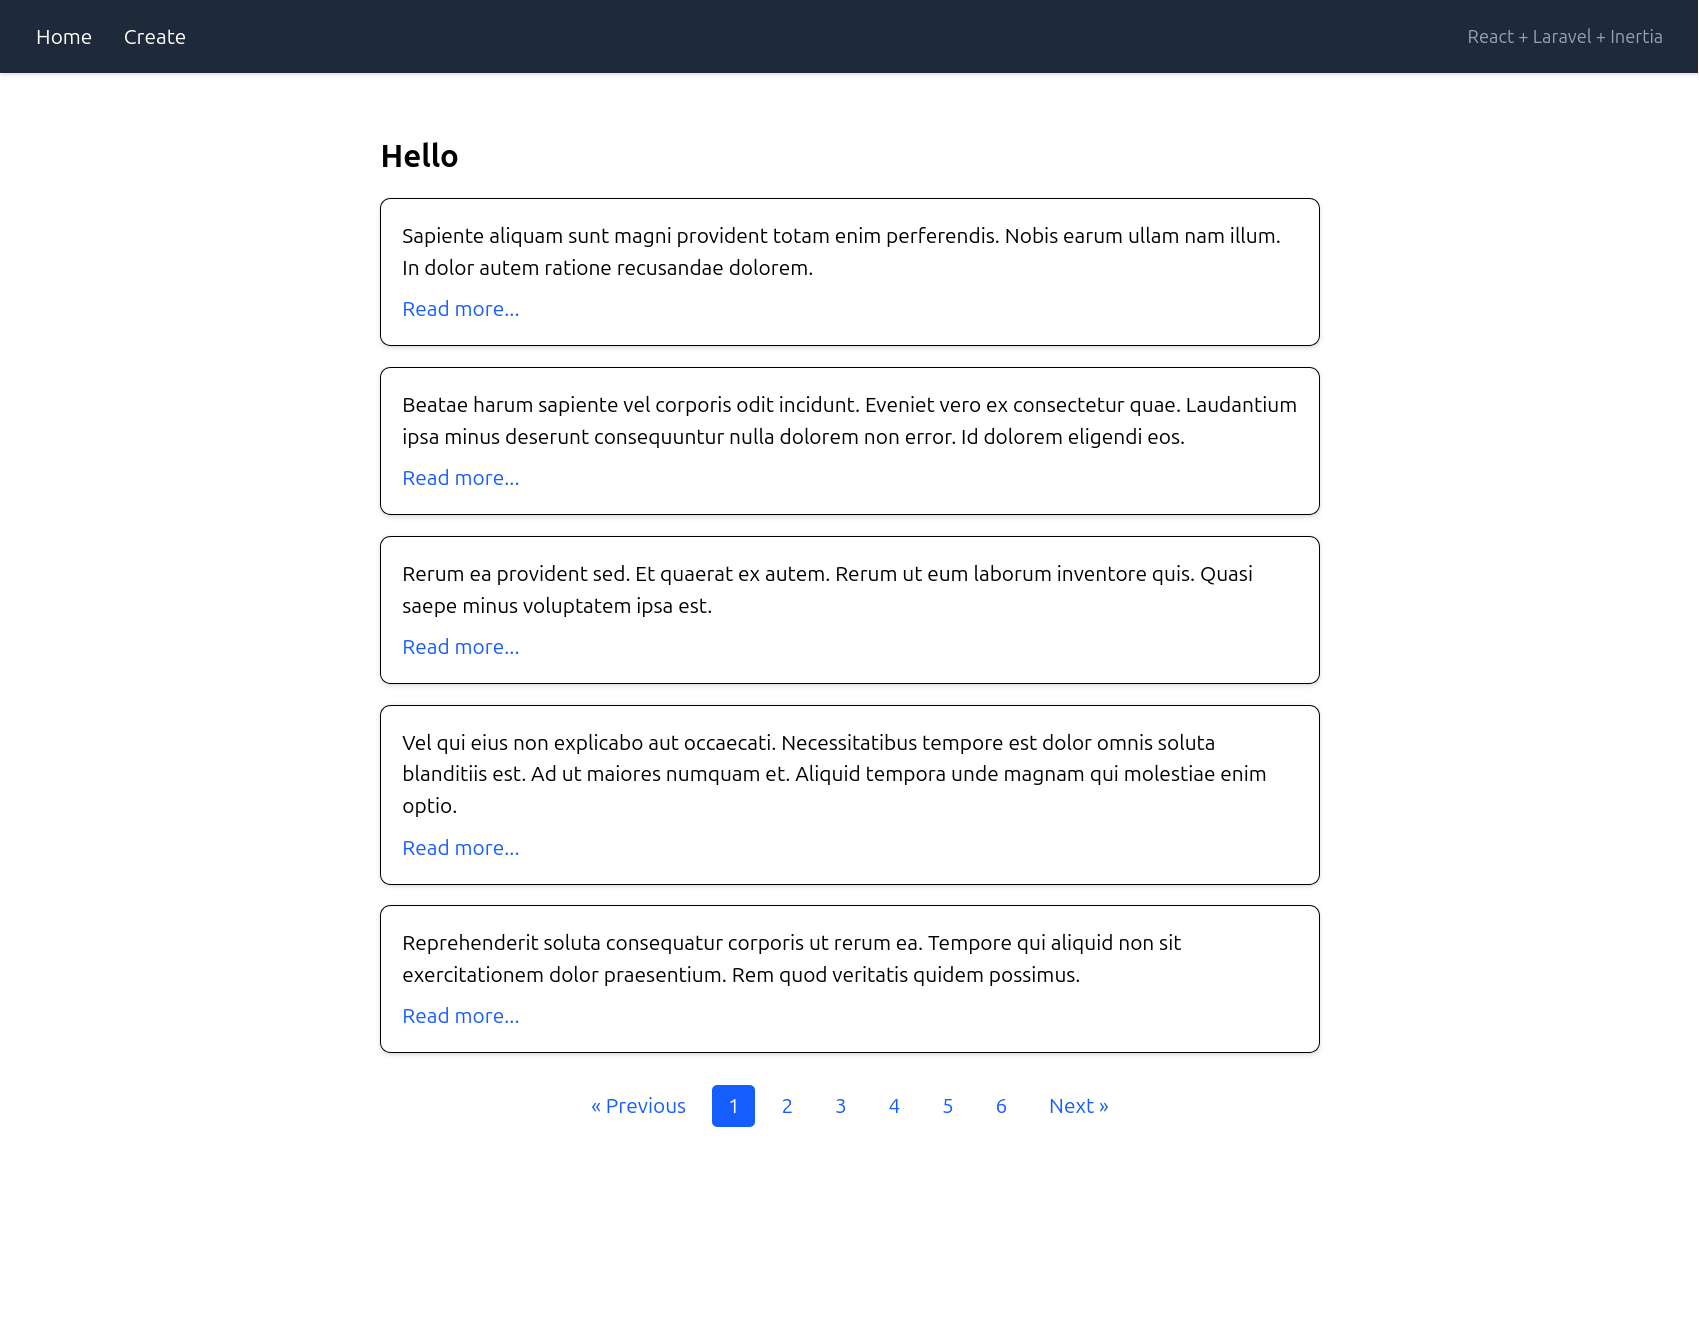 Home Create React + Laravel + Inertia
Hello
Sapiente aliquam sunt magni provident totam enim perferendis. Nobis earum ullam nam illum.
In dolor autem ratione recusandae dolorem.
Read more...
Beatae harum sapiente vel corporis odit incidunt. Eveniet vero ex consectetur quae. Laudantium
ipsa minus deserunt consequuntur nulla dolorem non error. Id dolorem eligendi eos.
Read more...
Rerum ea provident sed. Et quaerat ex autem. Rerum ut eum laborum inventore quis. Quasi
saepe minus voluptatem ipsa est.
Read more...
Vel qui eius non explicabo aut occaecati. Necessitatibus tempore est dolor omnis soluta
blanditiis est. Ad ut maiores numquam et. Aliquid tempora unde magnam qui molestiae enim
optio.
Read more...
Reprehenderit soluta consequatur corporis ut rerum ea. Tempore qui aliquid non sit
exercitationem dolor praesentium. Rem quod veritatis quidem possimus.
Read more...
« Previous 1 2 3 4 5 6 Next »